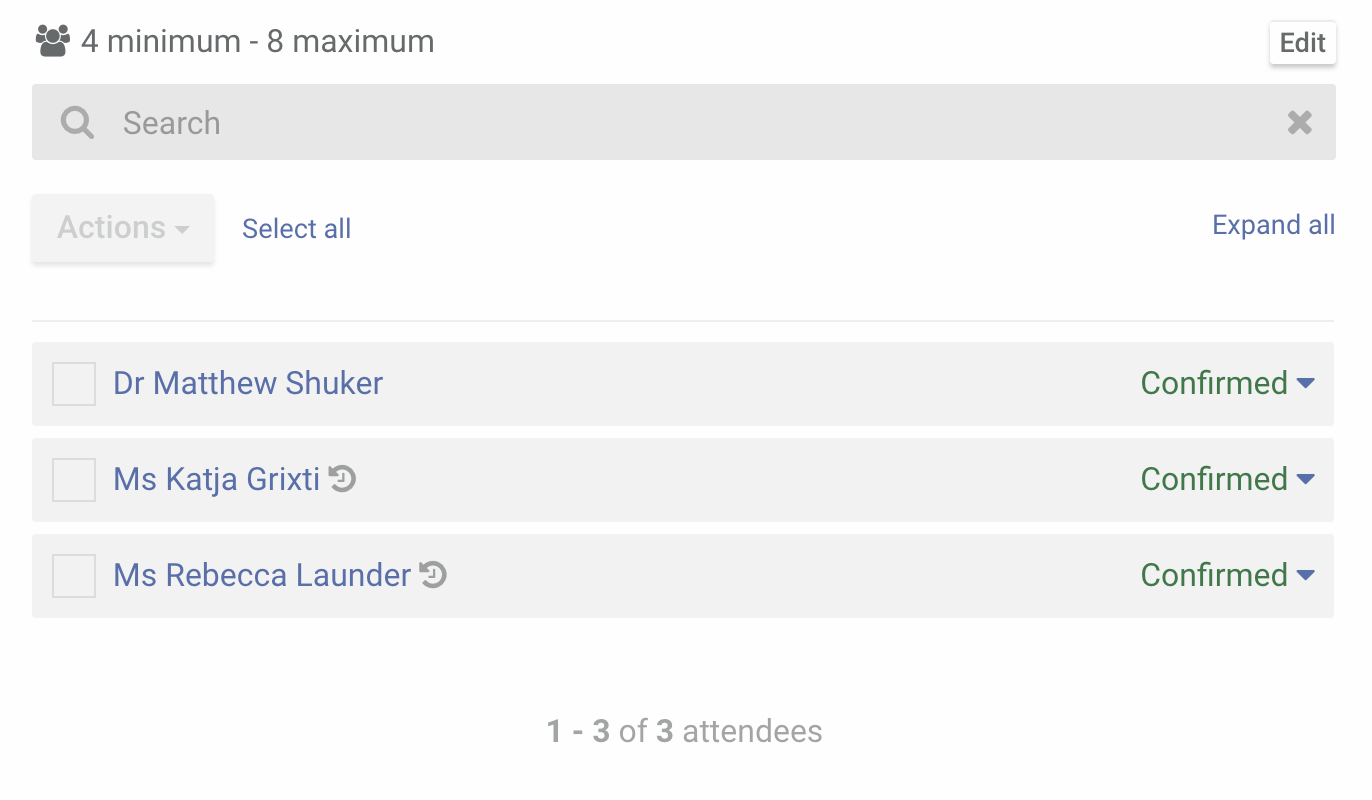 4 minimum - 8 maximum
Edit
Search
Actions
Select all
Expand all
Dr Matthew Shuker
Confirmed
Ms Katja Grixti
Confirmed
Ms Rebecca Launder
Confirmed
1 - 3 of 3 attendees